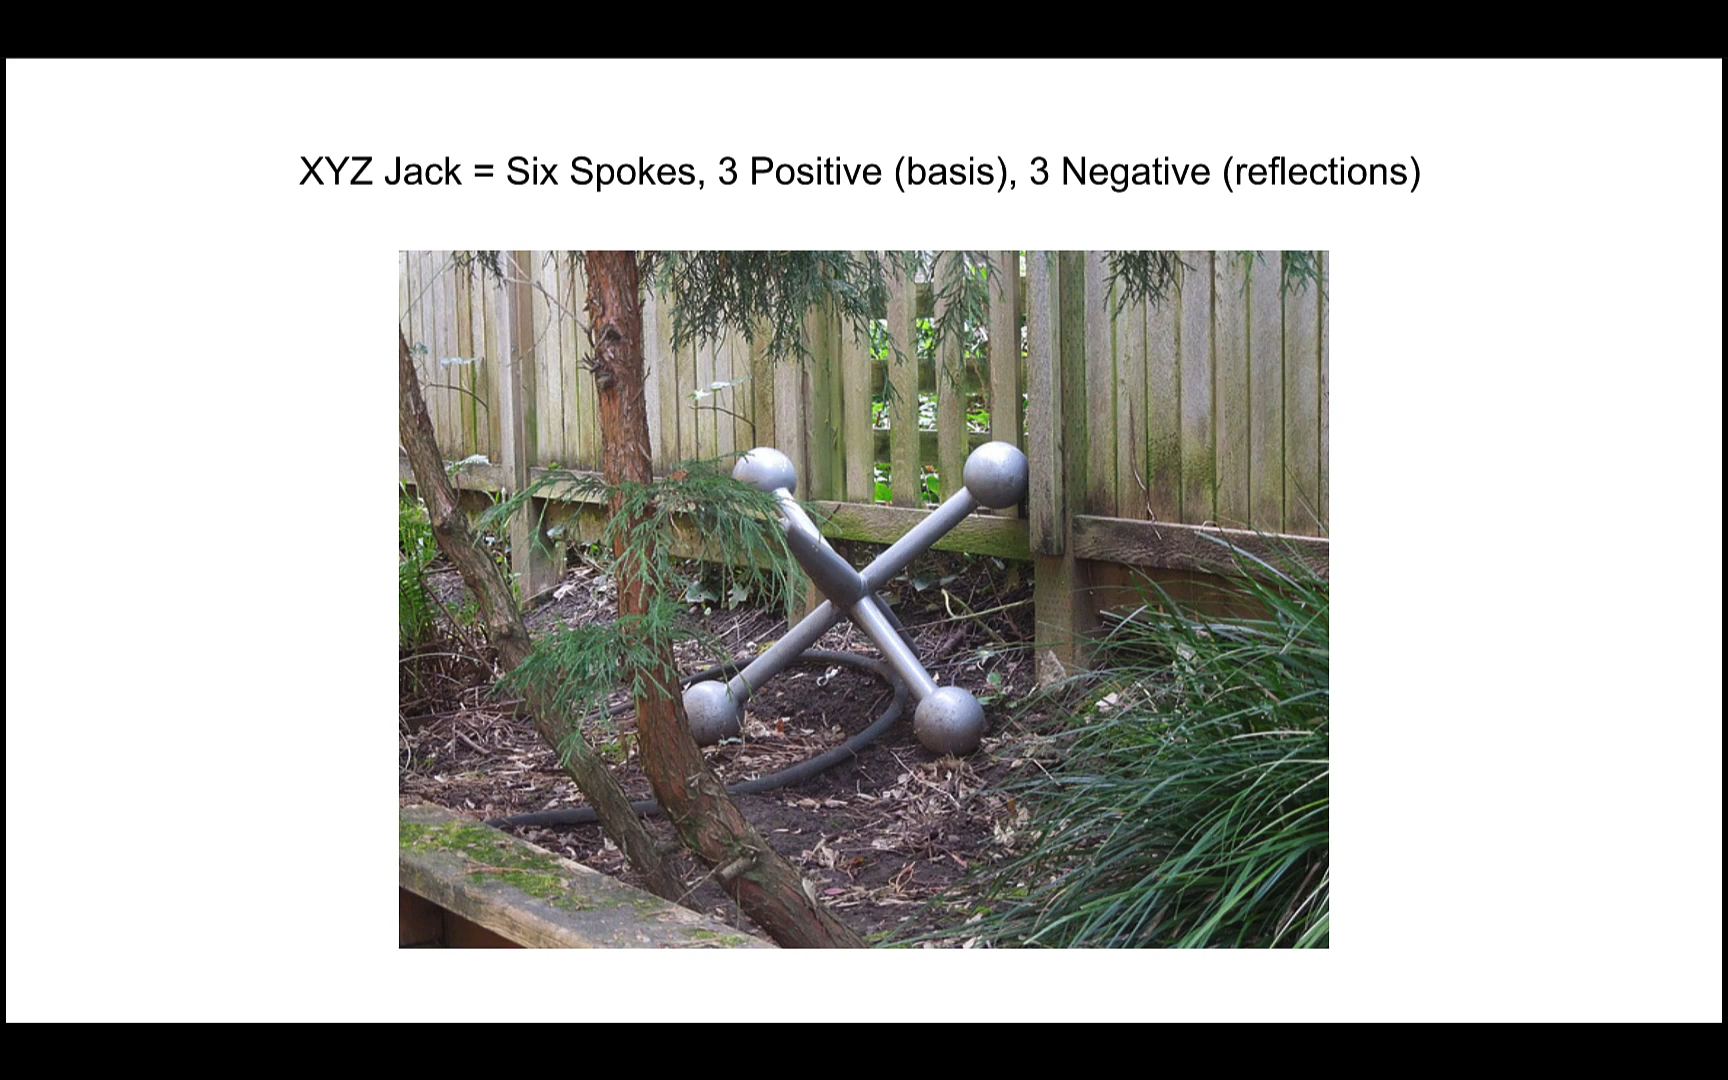 XYZ Jack = Six Spokes, 3 Positive (basis), 3 Negative (reflections)